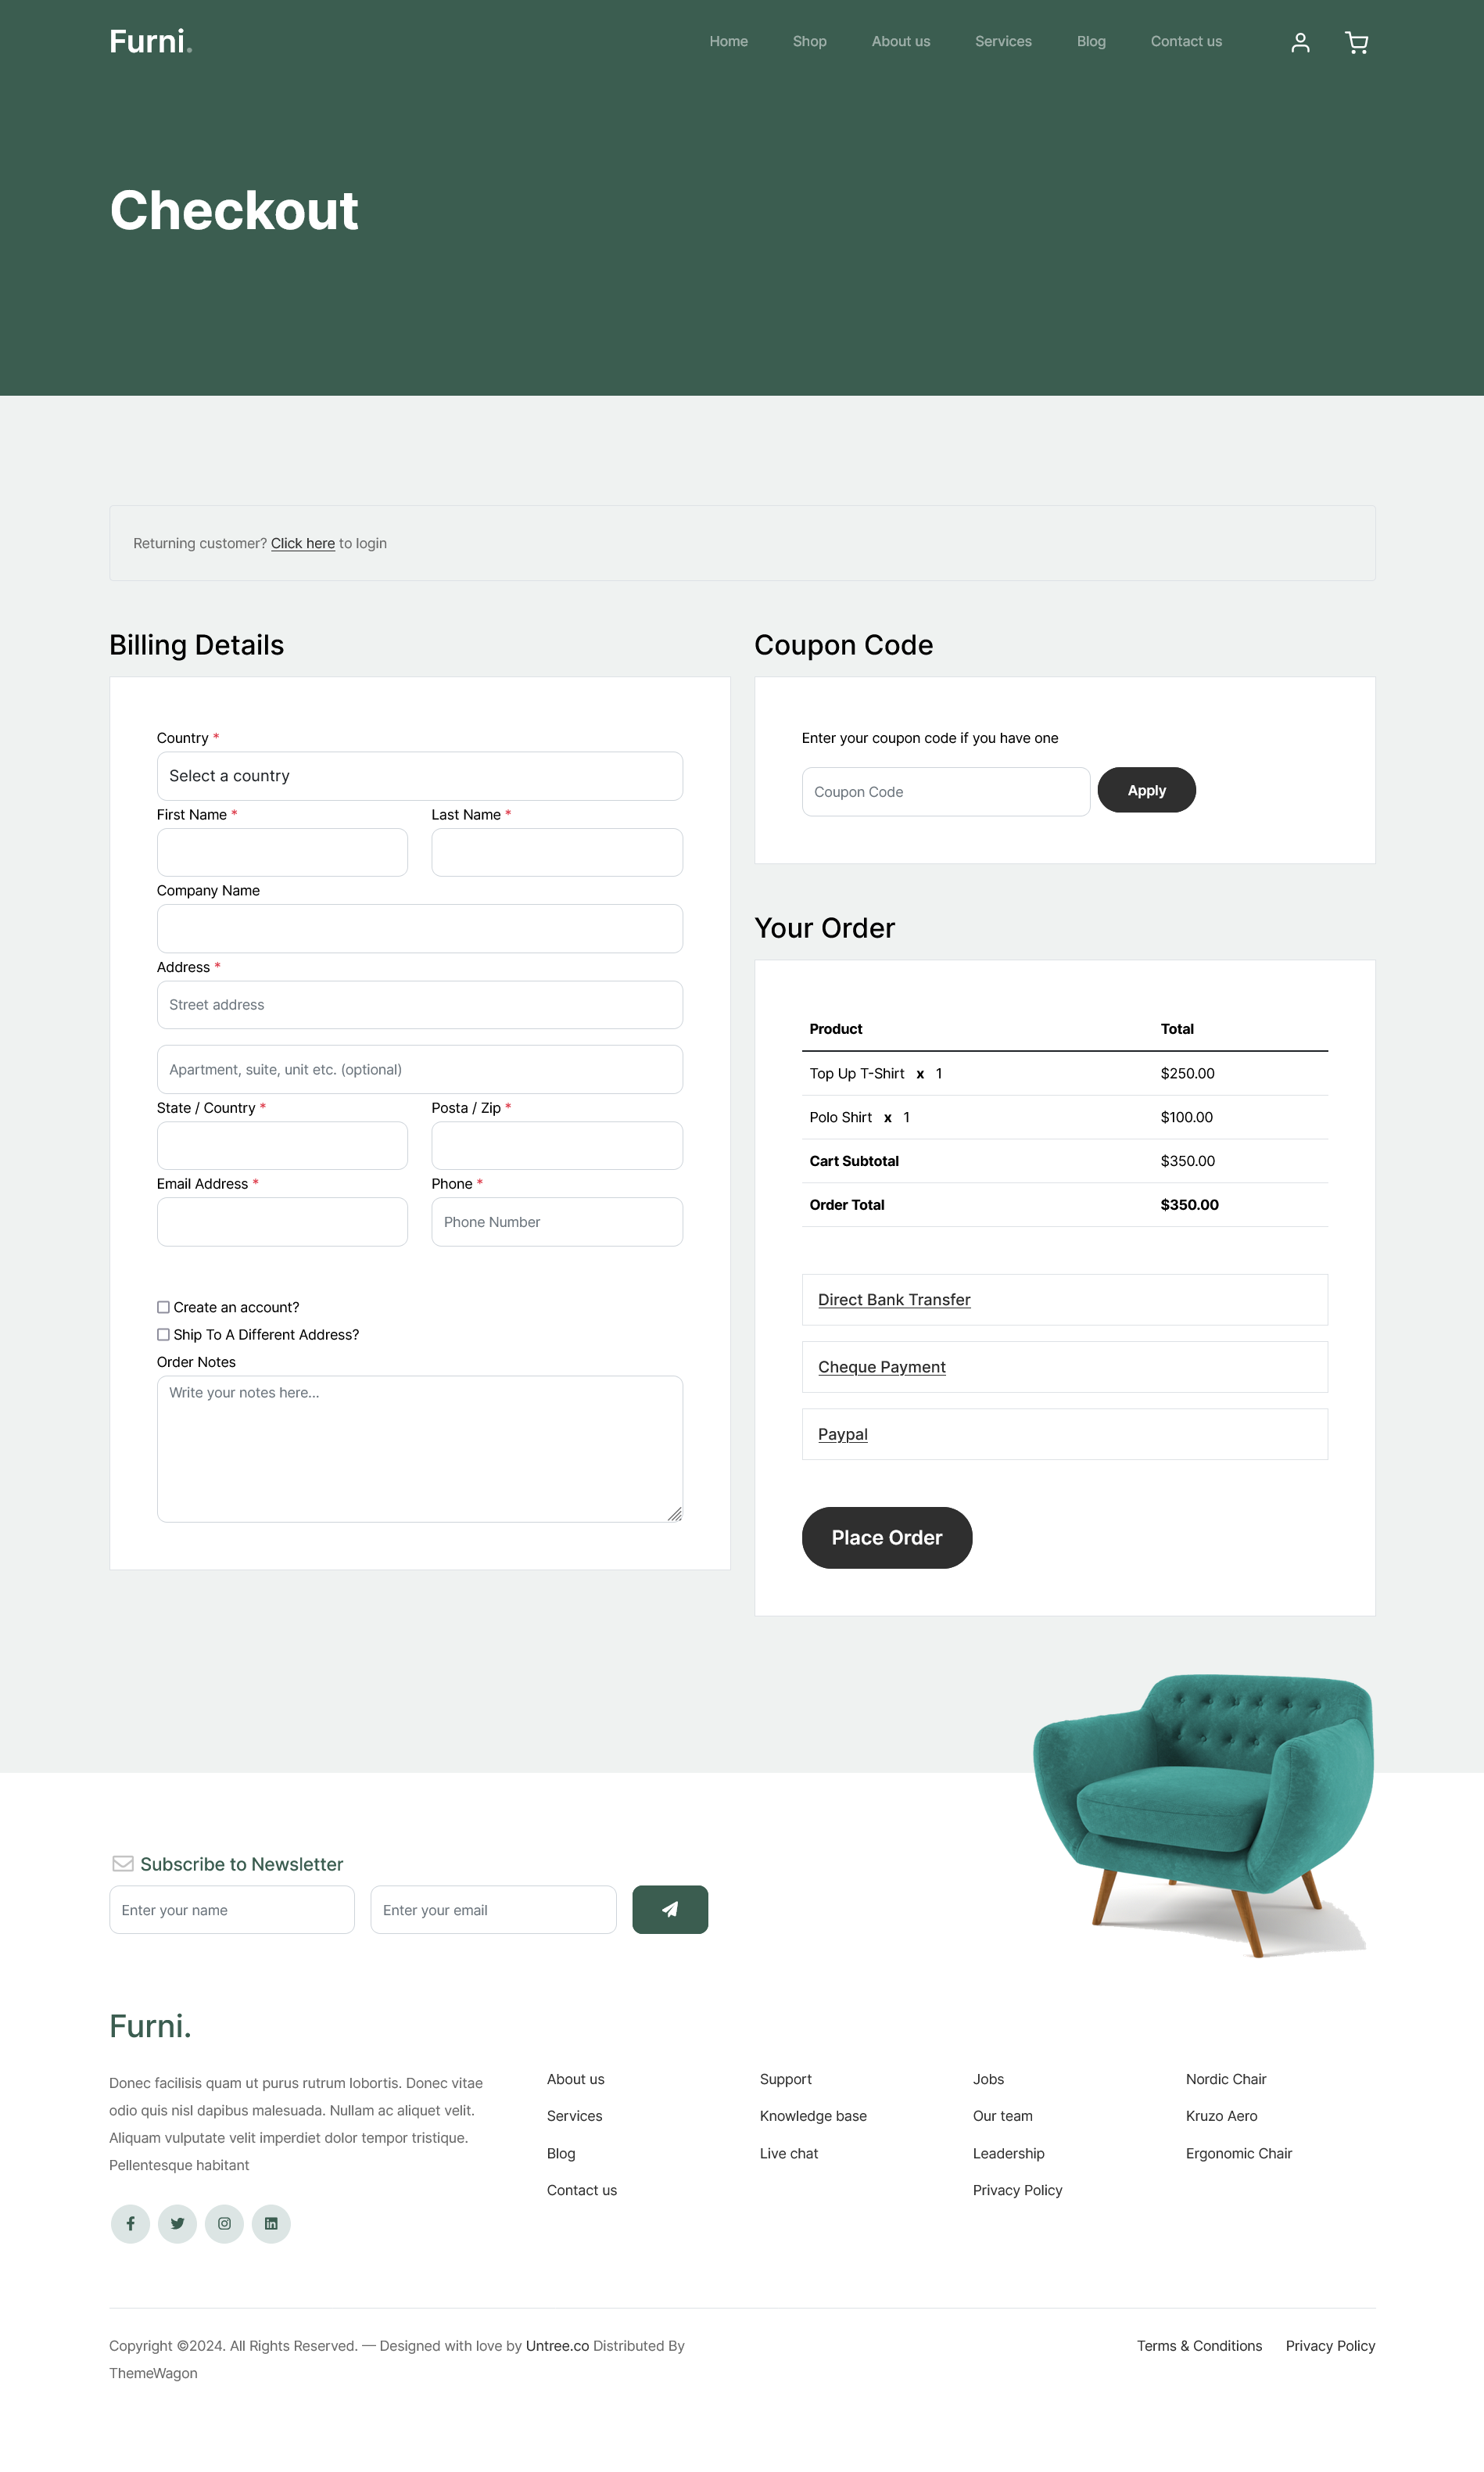 Furni.
Home Shop About us Services Blog Contact us
Checkout
Returning customer? Click here to login
Billing Details
Country *
Select a country
First Name * Last Name *
Company Name
Address *
Street address
Apartment, suite, unit etc. (optional)
State / Country * Posta / Zip *
Email Address * Phone *
Phone Number
Create an account?
Ship To A Different Address?
Order Notes
Write your notes here...
Coupon Code
Enter your coupon code if you have one
Coupon Code Apply
Your Order
Product Total
Top Up T-Shirt x 1 $250.00
Polo Shirt x 1 $100.00
Cart Subtotal $350.00
Order Total $350.00
Direct Bank Transfer
Cheque Payment
Paypal
Place Order
Subscribe to Newsletter
Enter your name Enter your email
Furni.
Donec facilisis quam ut purus rutrum lobortis. Donec vitae
odio quis nisl dapibus malesuada. Nullam ac aliquet velit.
Aliquam vulputate velit imperdiet dolor tempor tristique.
Pellentesque habitant
About us
Services
Blog
Contact us
Support
Knowledge base
Live chat
Jobs
Our team
Leadership
Privacy Policy
Nordic Chair
Kruzo Aero
Ergonomic Chair
Copyright ©2024. All Rights Reserved. — Designed with love by Untree.co Distributed By
ThemeWagon
Terms & Conditions Privacy Policy